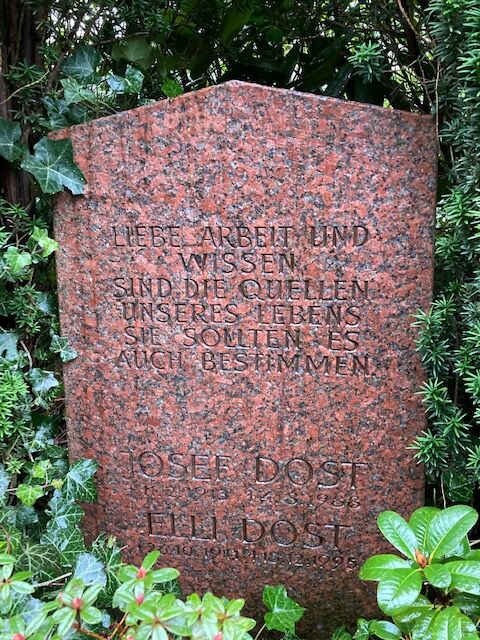 LIEBE ARBEIT UND
WISSEN
SIND DIE QUELLEN
UNSERES LEBENS
SIE SOLLTEN ES
AUCH BESTIMMEN
JOSEF DOST
ELLI DOST